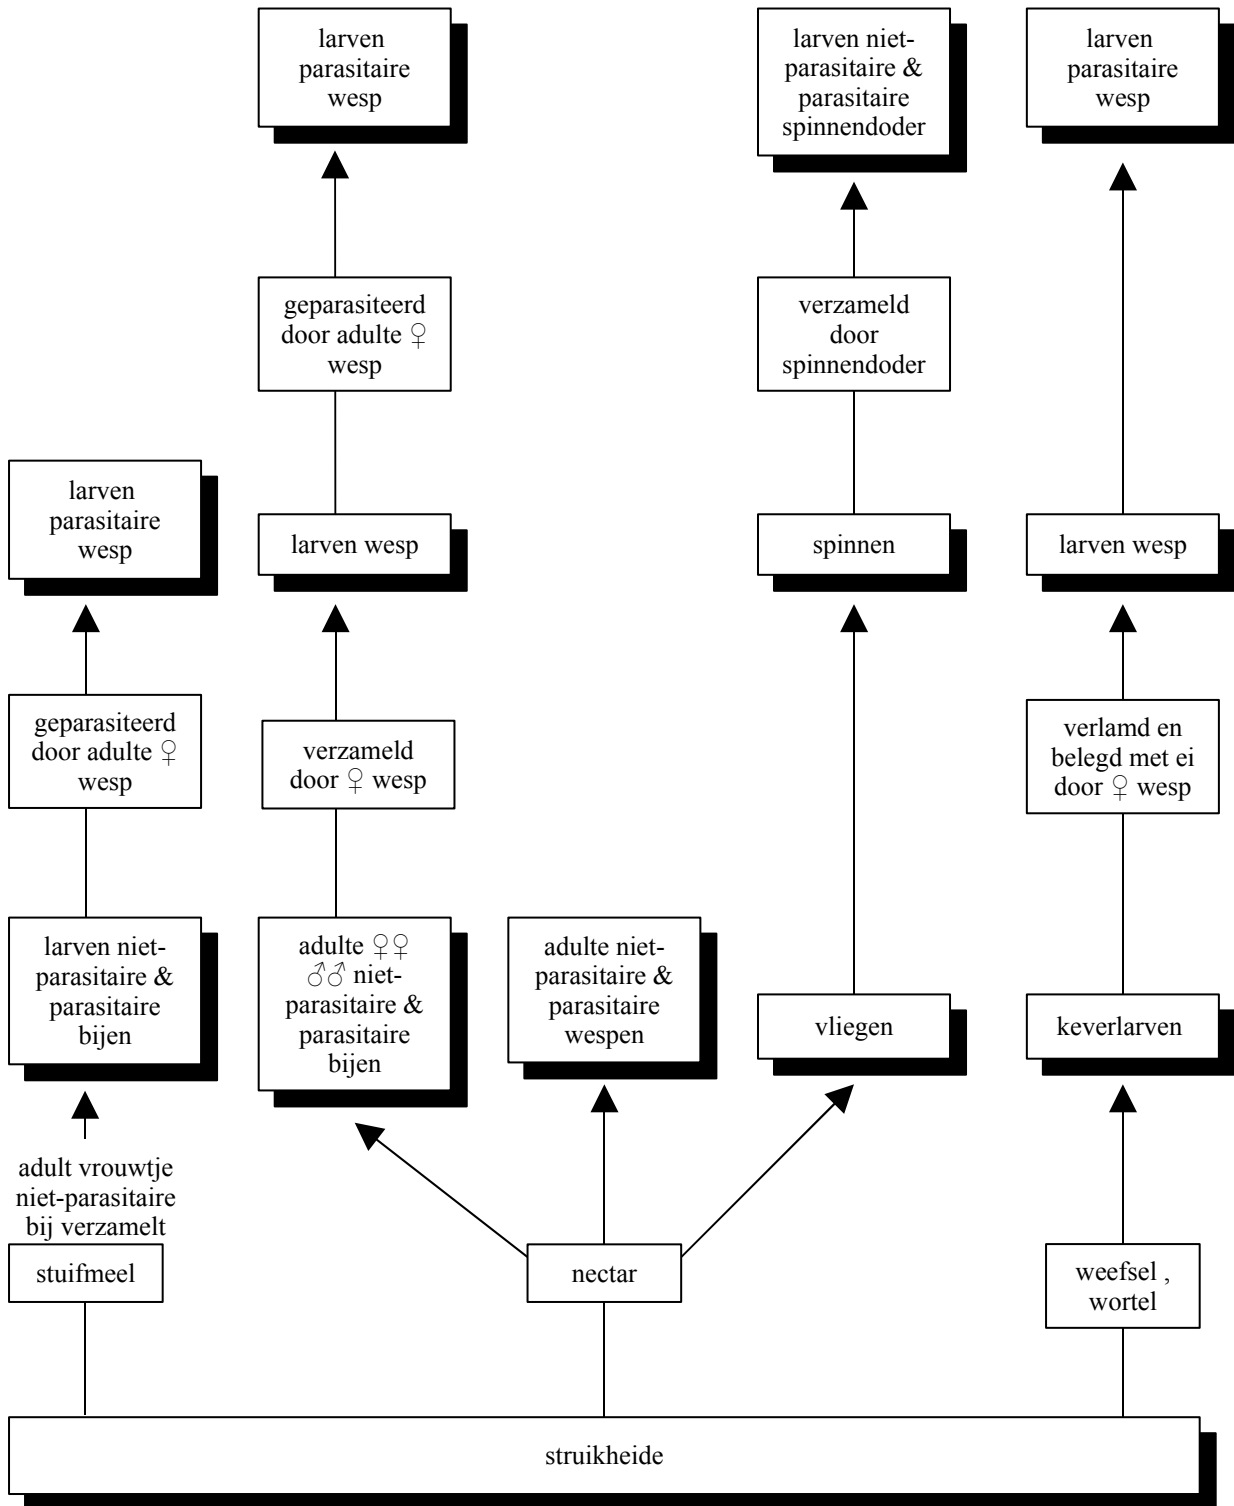 larven
parasitaire
wesp
larven niet-
parasitaire &
parasitaire
spinnendoder
larven
parasitaire
wesp
geparasiteerd
door adulte ♀
wesp
verzameld
door
spinnendoder
larven
parasitaire
wesp
larven wesp
spinnen
larven wesp
geparasiteerd
door adulte ♀
wesp
verzameld
door ♀ wesp
verlamd en
belegd met ei
door ♀ wesp
larven niet-
parasitaire &
parasitaire
bijen
adulte ♀♀
♂♂ niet-
parasitaire &
parasitaire
bijen
adulte niet-
parasitaire &
parasitaire
wespen
vliegen
keverlarven
adult vrouwtje
niet-parasitaire
bij verzamelt
stuifmeel
nectar
weefsel ,
wortel
struikheide